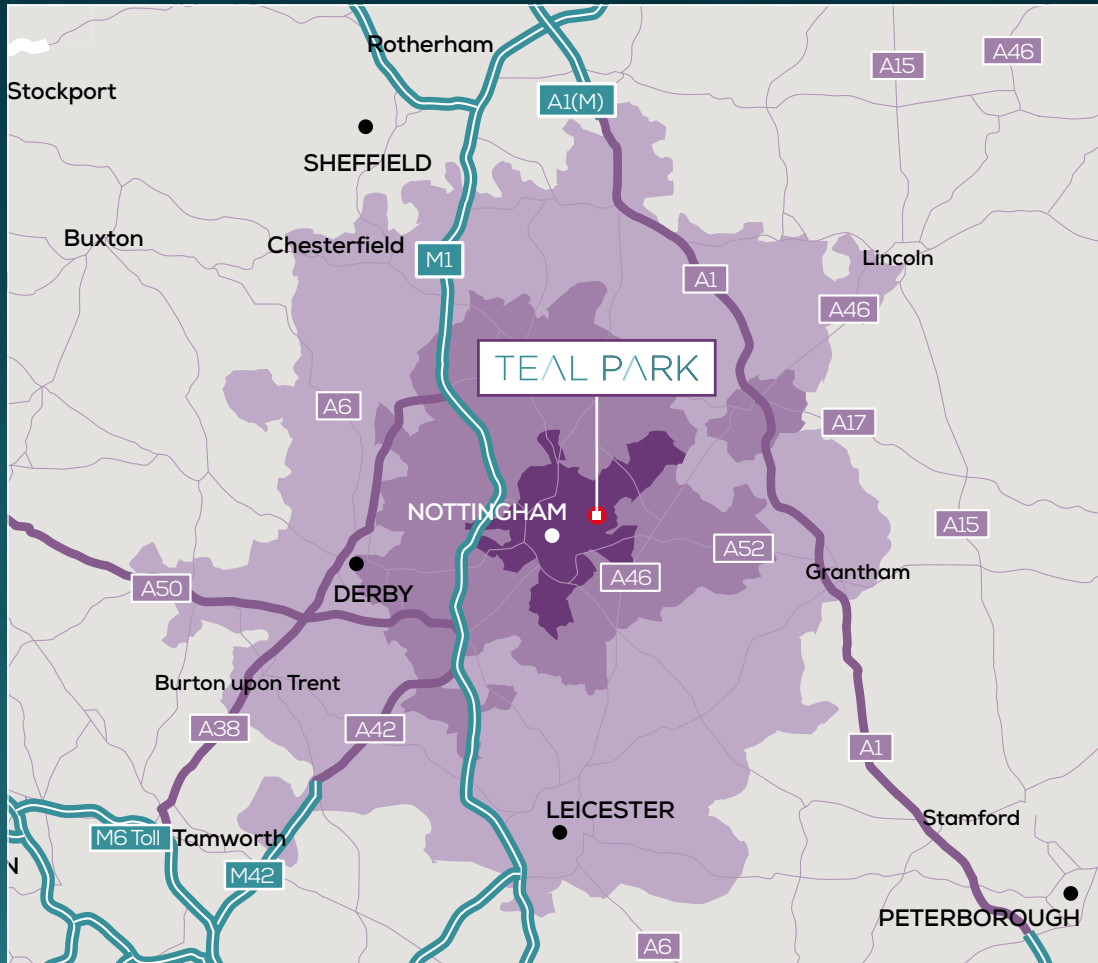 Rotherham
A46
A15
Stockport
A1(M)
SHEFFIELD
Buxton
Chesterfield
M1
Lincoln
A1
A46
TEAL PARK
A6
A17
NOTTINGHAM
A15
A52
A46
Grantham
A50
DERBY
Burton upon Trent
A38
A42
A1
LEICESTER
Stamford
M6 Toll
Tamworth
N
M42
PETERBOROUGH
A6